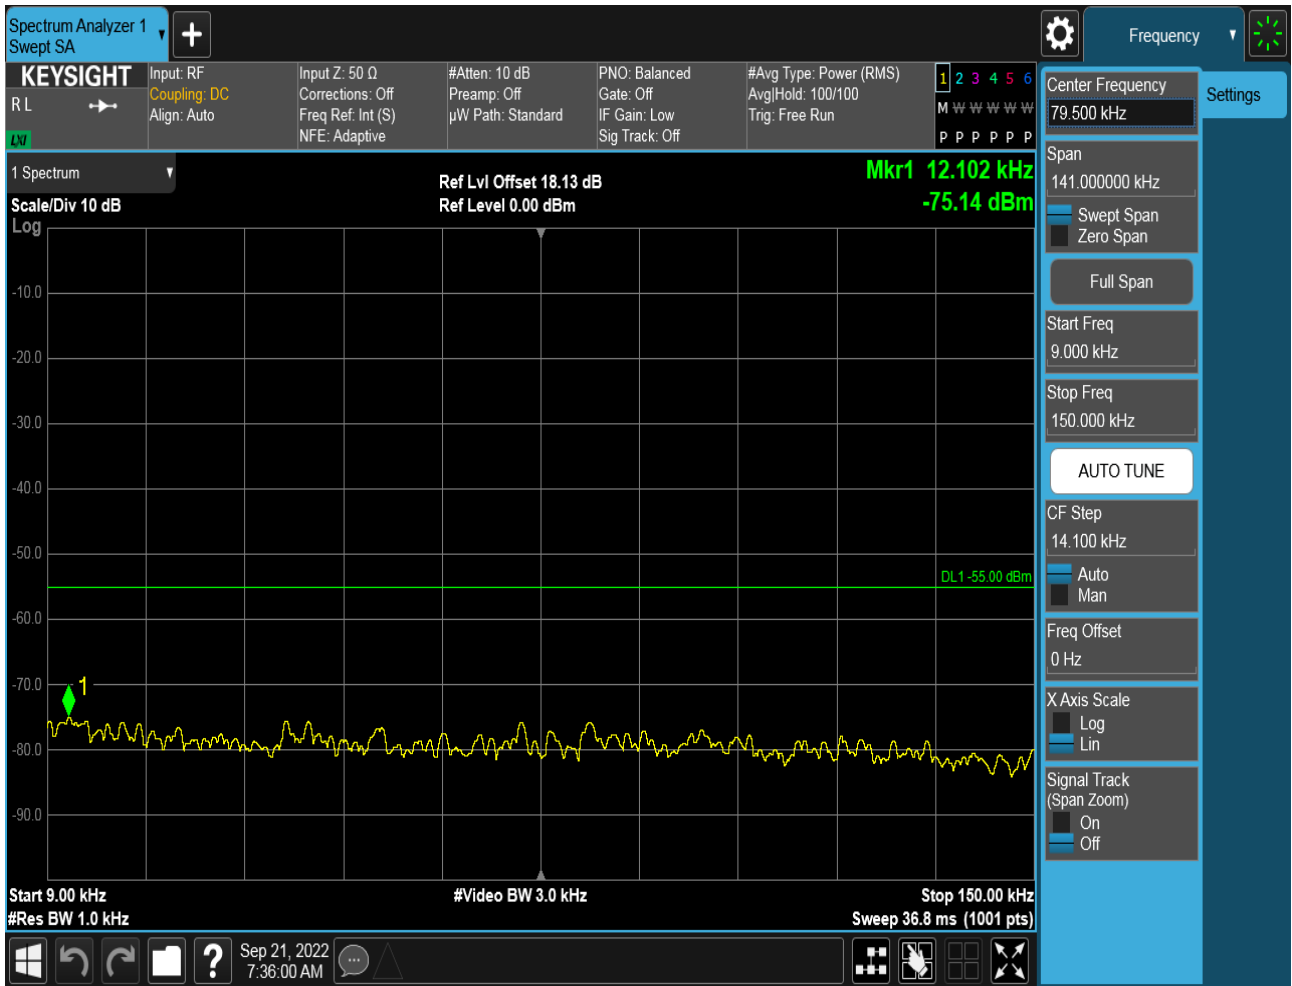 Spectrum Analyzer 1
Swept SA
Frequency
Settings
KEYSIGHT
R L
LXI
Input: RF
Coupling: DC
Align: Auto
Input Z: 50 Ω
Corrections: Off
Freq Ref: Int (S)
NFE: Adaptive
#Atten: 10 dB
Preamp: Off
µW Path: Standard
PNO: Balanced
Gate: Off
IF Gain: Low
Sig Track: Off
#Avg Type: Power (RMS)
Avg|Hold: 100/100
Trig: Free Run
1 2 3 4 5 6
M W W W W W
P P P P P P
1 Spectrum
Scale/Div 10 dB
Log
Ref Lvl Offset 18.13 dB
Ref Level 0.00 dBm
Mkr1 12.102 kHz
-75.14 dBm
-10.0
-20.0
-30.0
-40.0
-50.0
DL1 -55.00 dBm
-60.0
-70.0
1
-80.0
-90.0
Start 9.00 kHz
#Video BW 3.0 kHz
Stop 150.00 kHz
#Res BW 1.0 kHz
Sweep 36.8 ms (1001 pts)
?
Sep 21, 2022
7:36:00 AM
Center Frequency
79.500 kHz
Span
141.000000 kHz
Swept Span
Zero Span
Full Span
Start Freq
9.000 kHz
Stop Freq
150.000 kHz
AUTO TUNE
CF Step
14.100 kHz
Auto
Man
Freq Offset
0 Hz
X Axis Scale
Log
Lin
Signal Track
(Span Zoom)
On
Off